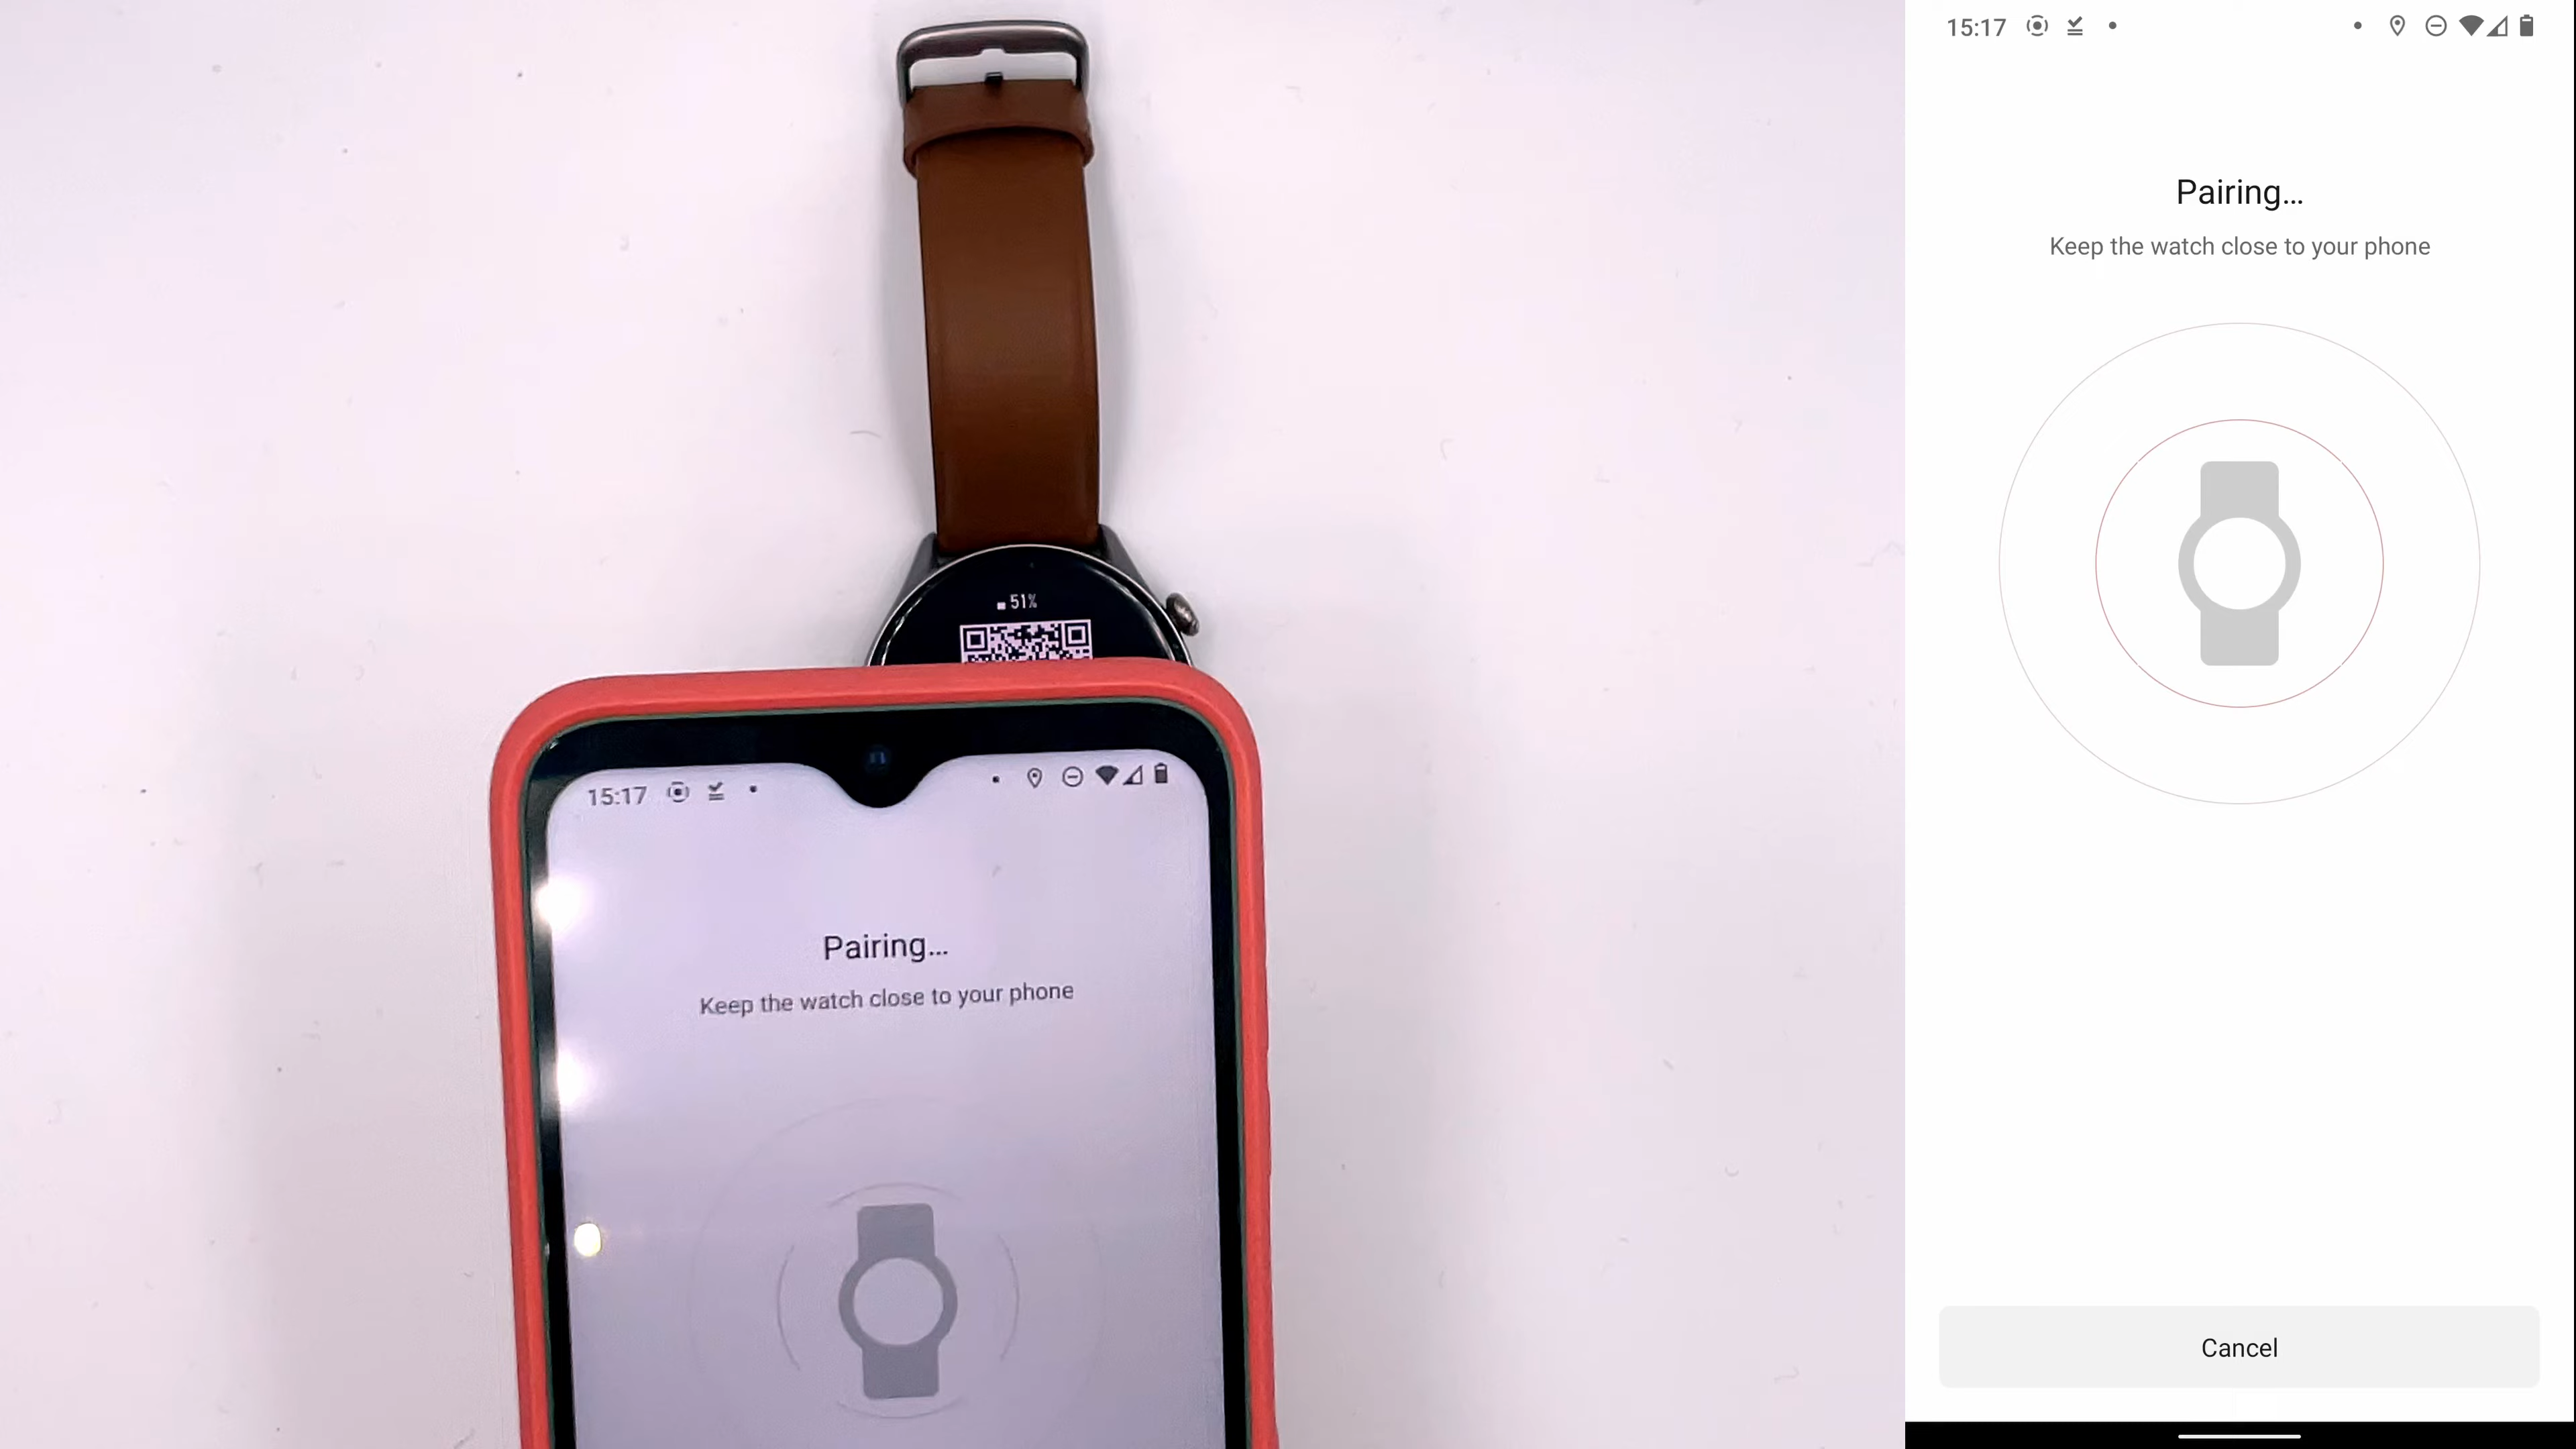 51%
15:17
Pairing...
Keep the watch close to your phone
15:17
Pairing...
Keep the watch close to your phone
Cancel